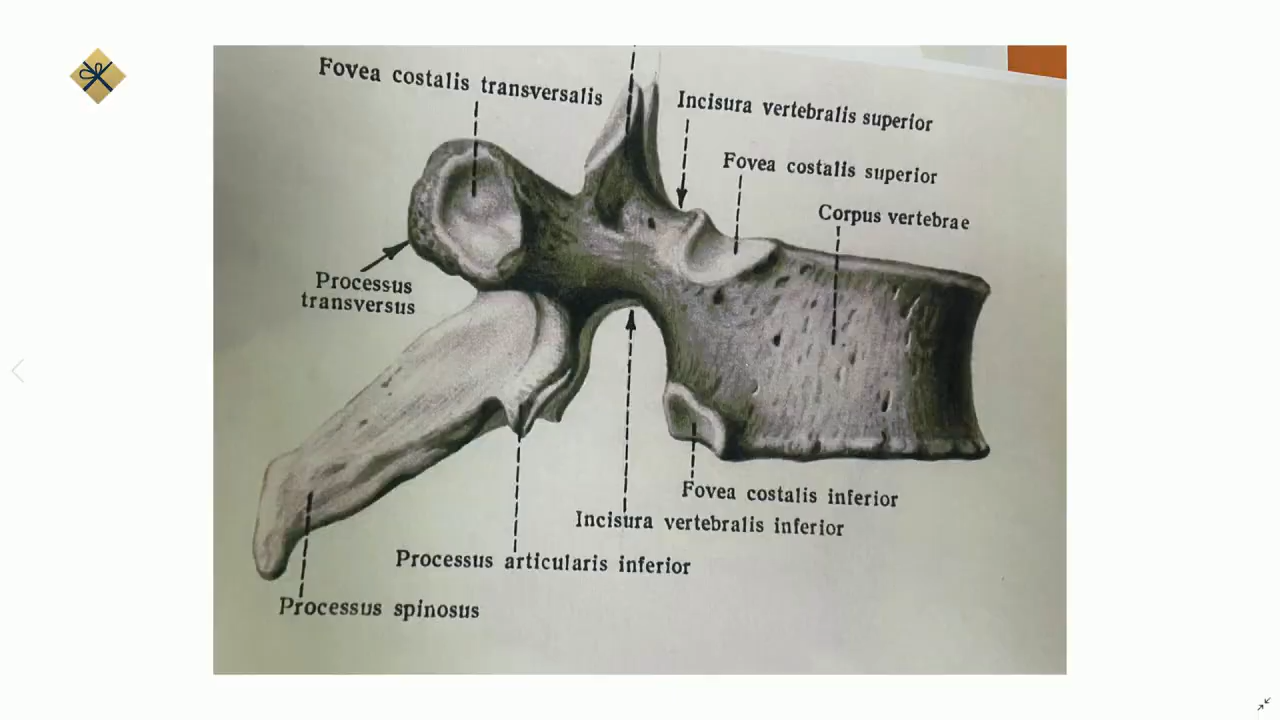 Fovea costalis transversalis
Incisura vertebralis superior
Fovea costalis superior
Corpus vertebrae
Processus
transversus
Fovea costalis inferior
Incisura vertebralis inferior
Processus articularis inferior
Processus spinosus